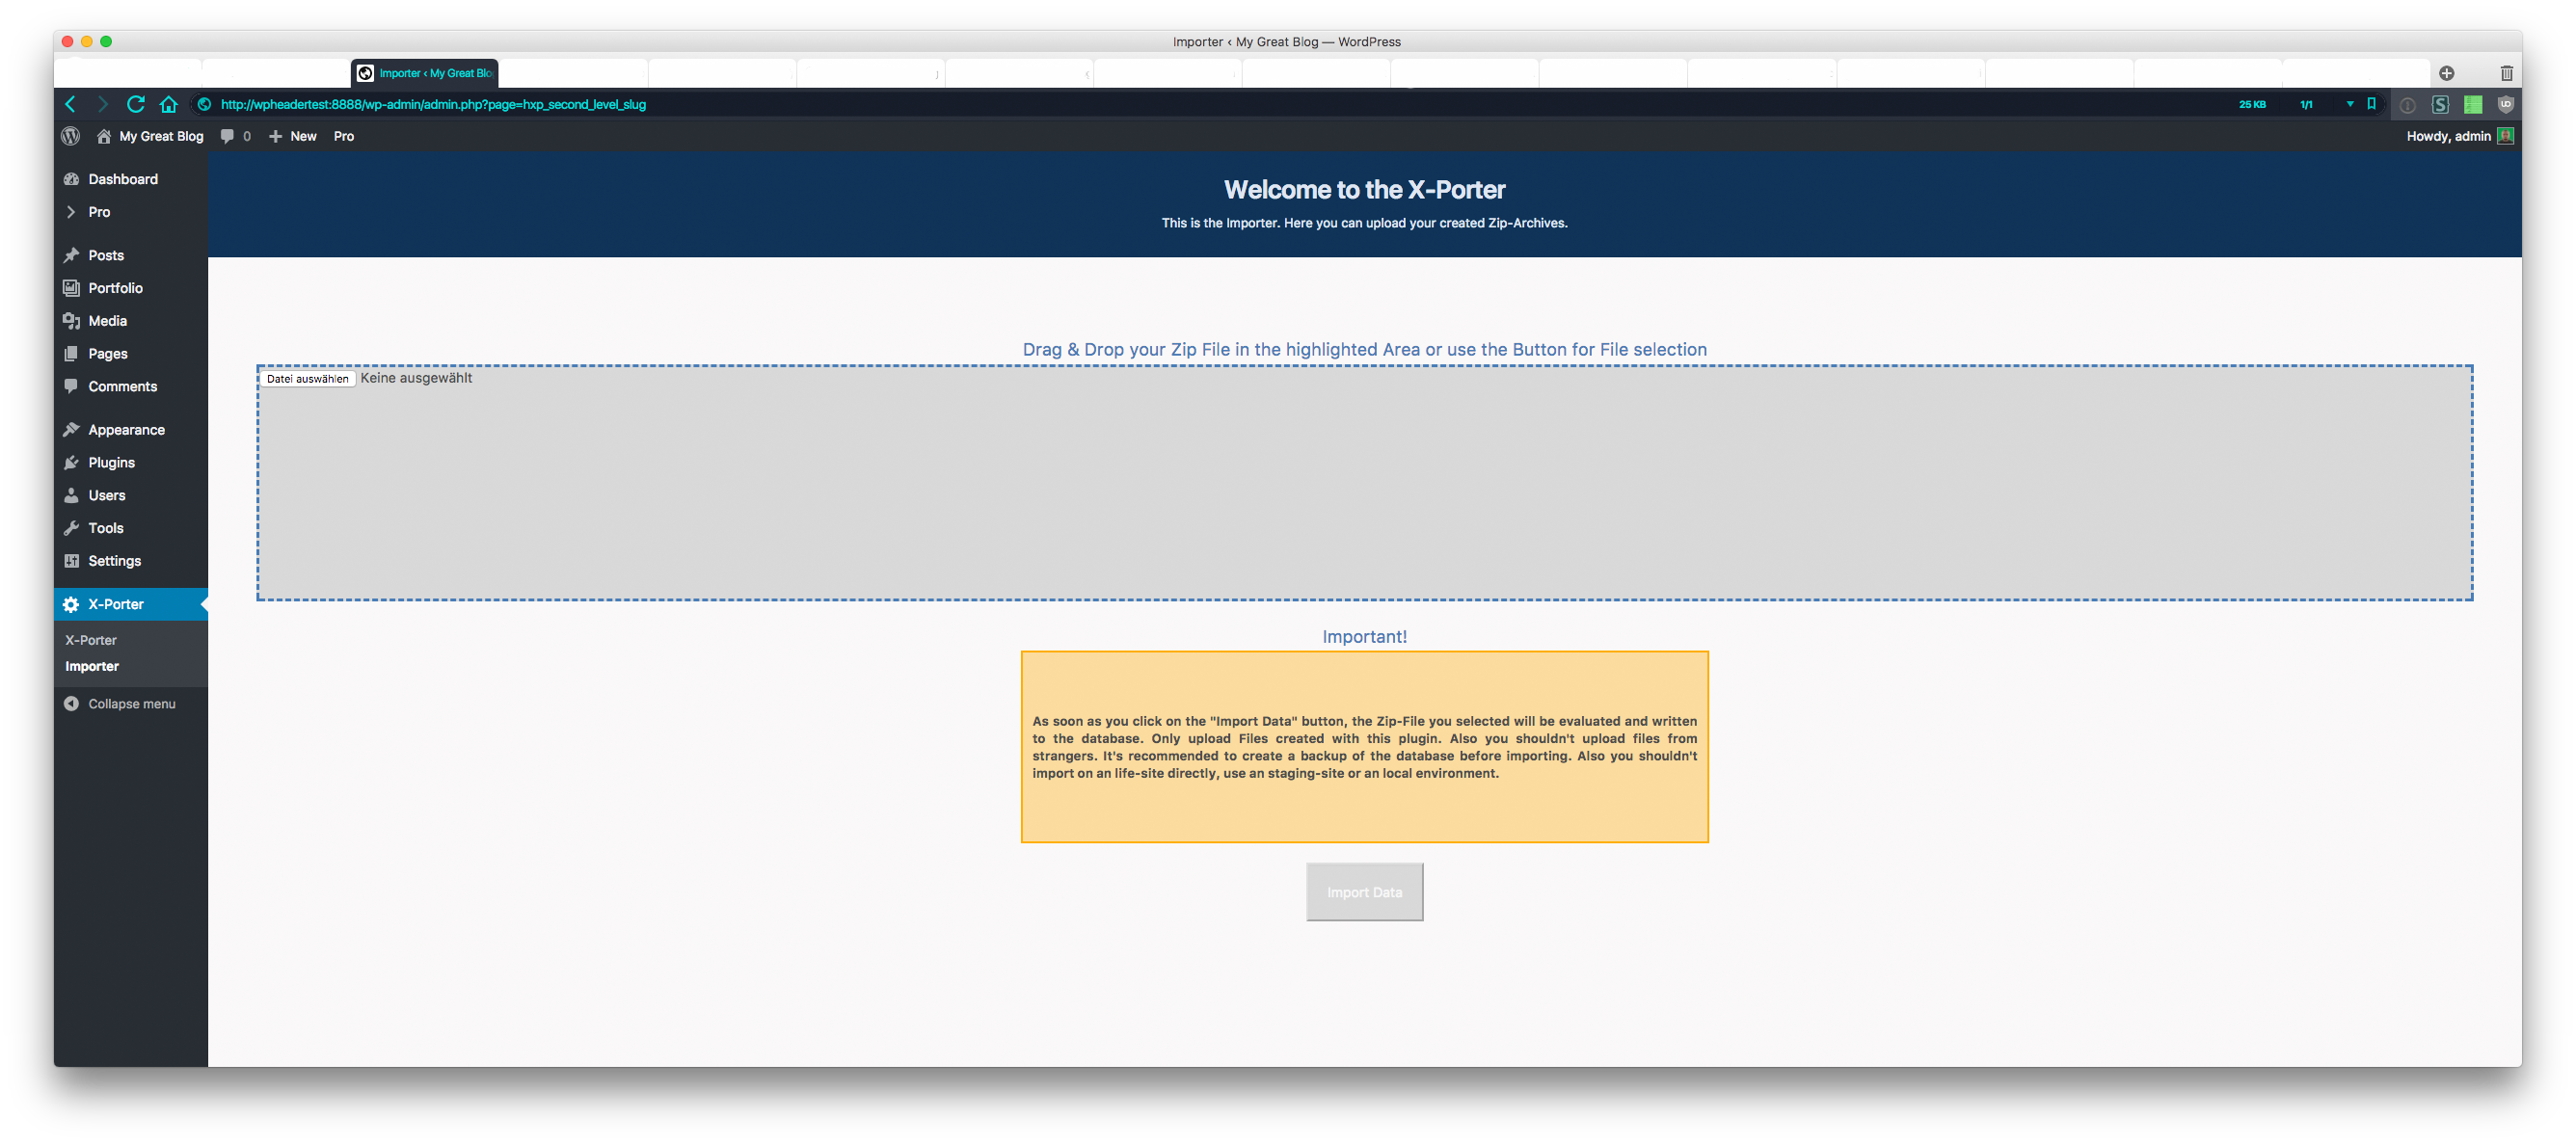 Importer ‹ My Great Blog — WordPress
Importer ‹ My Great Blo
http://wpheadertest:8888/wp-admin/admin.php?page=hxp_second_level_slug
25 KB
1/1
My Great Blog
0
New
Pro
Howdy, admin
Dashboard
Pro
Posts
Portfolio
Media
Pages
Comments
Appearance
Plugins
Users
Tools
Settings
X-Porter
X-Porter
Importer
Collapse menu
Welcome to the X-Porter
This is the Importer. Here you can upload your created Zip-Archives.
Drag & Drop your Zip File in the highlighted Area or use the Button for File selection
Datei auswählen Keine ausgewählt
Important!
As soon as you click on the "Import Data" button, the Zip-File you selected will be evaluated and written
to the database. Only upload Files created with this plugin. Also you shouldn't upload files from
strangers. It's recommended to create a backup of the database before importing. Also you shouldn't
import on an life-site directly, use an staging-site or an local environment.
Import Data